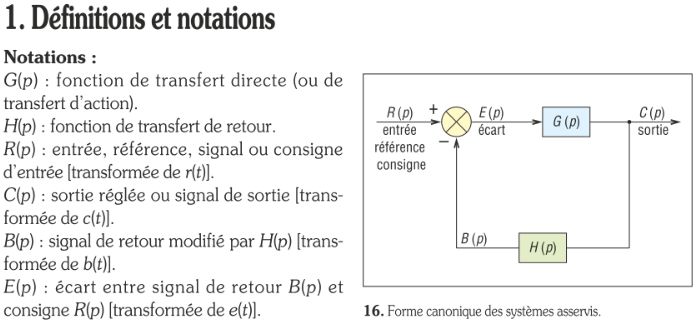 1. Définitions et notations
Notations :
G(p) : fonction de transfert directe (ou de
transfert d'action).
H(p) : fonction de transfert de retour.
R(p) : entrée, référence, signal ou consigne
d'entrée [transformée de r(t)].
C(p) : sortie réglée ou signal de sortie [trans-
formée de c(t)].
B(p) : signal de retour modifié par H(p) [trans-
formée de b(t)].
E(p) : écart entre signal de retour B(p) et
consigne R(p) [transformée de e(t)].
R(p)
+
entrée
référence
consigne
−
E(p)
écart
G(p)
C(p)
sortie
B(p)
H(p)
16. Forme canonique des systèmes asservis.